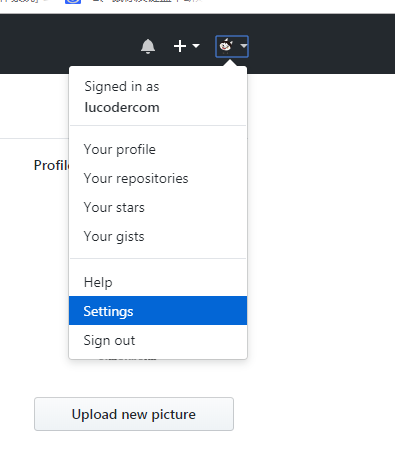 Signed in as
lucodercom
Your profile
Your repositories
Your stars
Your gists
Help
Settings
Sign out
Upload new picture